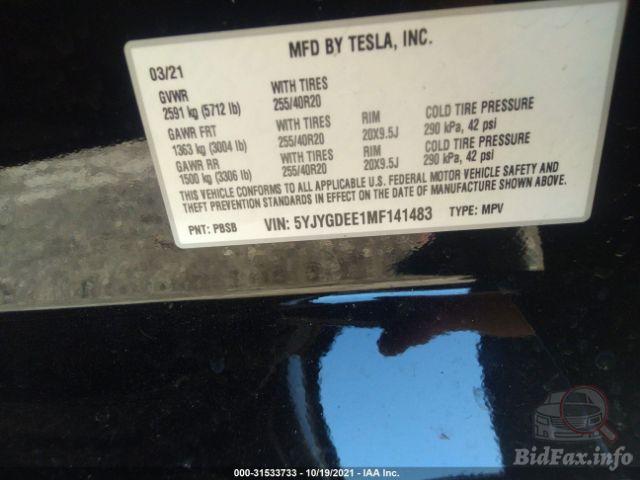 MFD BY TESLA, INC.
03/21
GVWR WITH TIRES
2591 kg (5712 lb) 255/40R20
GAWR FRT WITH TIRES RIM COLD TIRE PRESSURE
1363 kg (3004 lb) 255/40R20 20X9.5J 290 kPa, 42 psi
GAWR RR WITH TIRES RIM COLD TIRE PRESSURE
1500 kg (3306 lb) 255/40R20 20X9.5J 290 kPa, 42 psi
THIS VEHICLE CONFORMS TO ALL APPLICABLE U.S. FEDERAL MOTOR VEHICLE SAFETY AND
THEFT PREVENTION STANDARDS IN EFFECT ON THE DATE OF MANUFACTURE SHOWN ABOVE.
PNT: PBSB VIN: 5YJYGDEE1MF141483 TYPE: MPV
BidFax.info
000-31533733 - 10/19/2021 - IAA Inc.